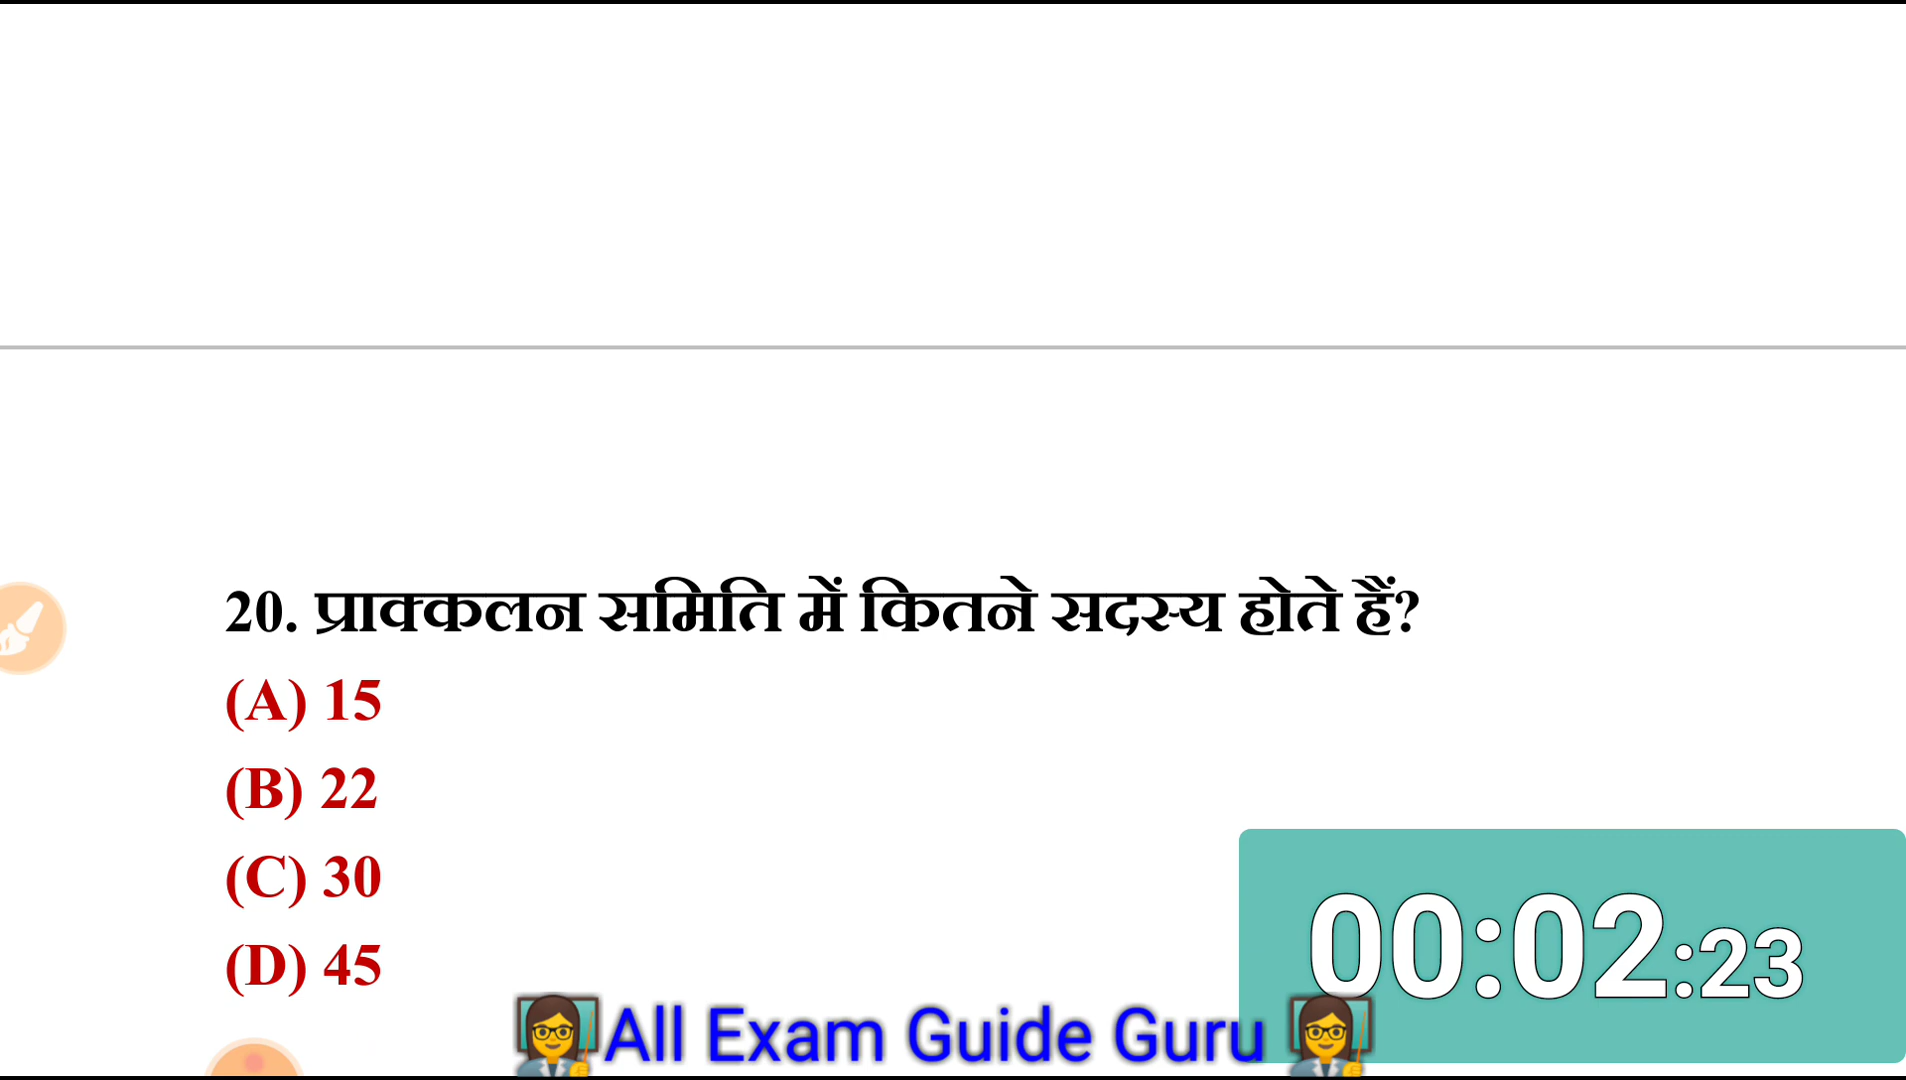 20. प्राक्कलन समिति में कितने सदस्य होते हैं?
(A) 15
(B) 22
(C) 30
(D) 45
00:02:23
All Exam Guide Guru